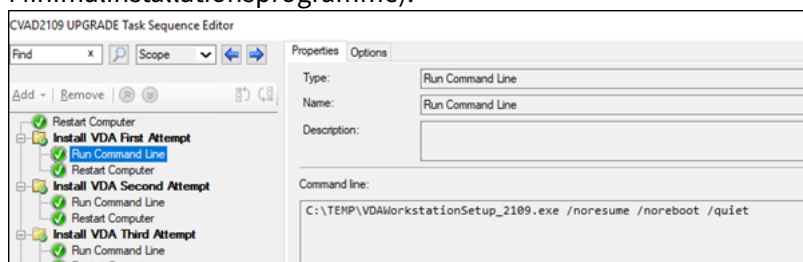 Minimalinstallationsprogramme).
CVAD2109 UPGRADE Task Sequence Editor
Find x Scope
Properties Options
Type: Run Command Line
Add Remove
Name: Run Command Line
Restart Computer
Description:
Install VDA First Attempt
Run Command Line
Restart Computer
Install VDA Second Attempt
Command line:
Run Command Line
C:\TEMP\VDAWorkstationSetup_2109.exe /noresume /noreboot /quiet
Restart Computer
Install VDA Third Attempt
Run Command Line